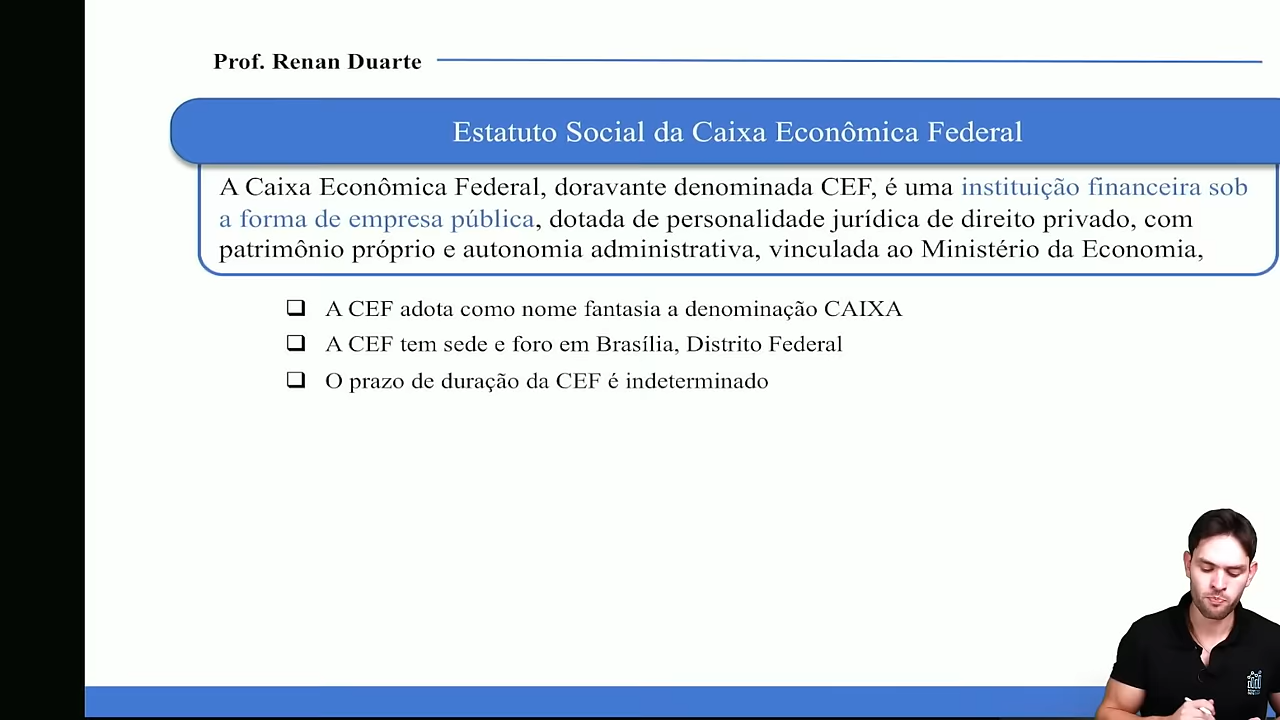 Prof. Renan Duarte
Estatuto Social da Caixa Econômica Federal
A Caixa Econômica Federal, doravante denominada CEF, é uma instituição financeira sob
a forma de empresa pública, dotada de personalidade jurídica de direito privado, com
patrimônio próprio e autonomia administrativa, vinculada ao Ministério da Economia,
A CEF adota como nome fantasia a denominação CAIXA
A CEF tem sede e foro em Brasília, Distrito Federal
O prazo de duração da CEF é indeterminado